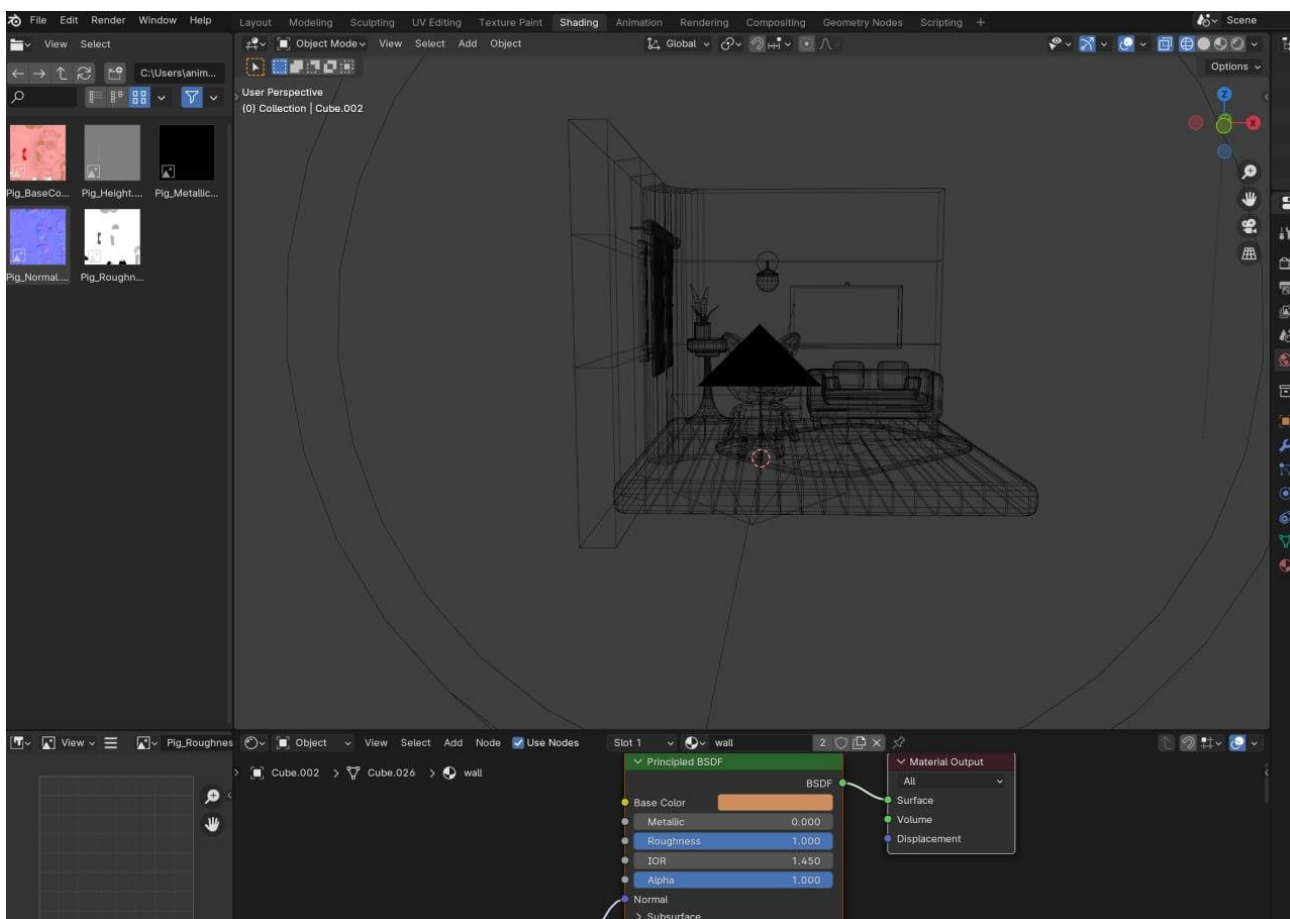 File Edit Render Window Help
Layout Modeling Sculpting UV Editing Texture Paint Shading Animation Rendering Compositing Geometry Nodes Scripting +
Scene
View Select
Object Mode View Select Add Object
Global
C:\Users\anim...
Options
User Perspective
(0) Collection | Cube.002
Z
X
Pig_BaseCo... Pig_Height.... Pig_Metallic...
Pig_Normal.... Pig_Roughn...
View
Pig_Roughnes
Object View Select Add Node Use Nodes
Slot 1
wall
2
Cube.002 > Cube.026 > wall
Principled BSDF
BSDF
Base Color
Metallic 0.000
Roughness 1.000
IOR 1.450
Alpha 1.000
Normal
Subsurface
Material Output
All
Surface
Volume
Displacement